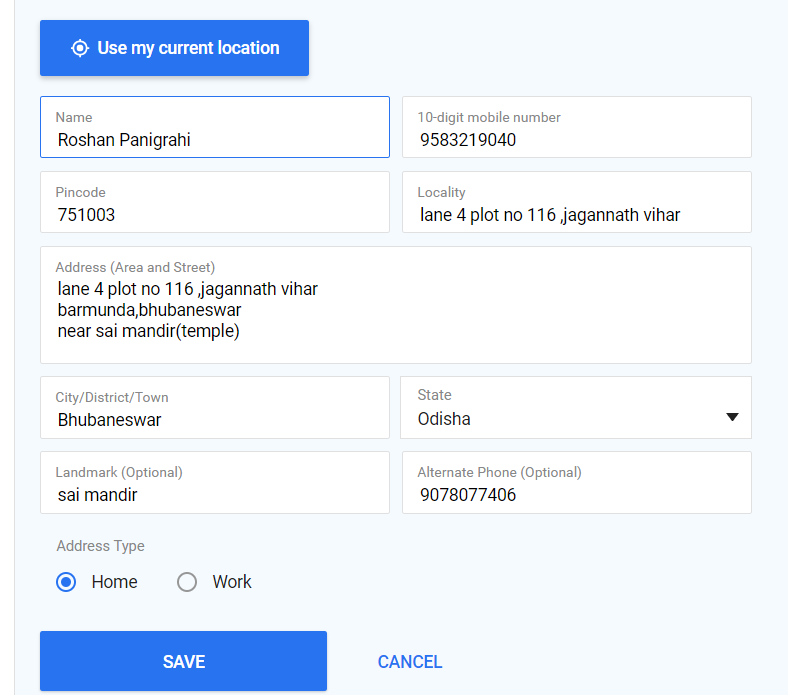 Use my current location
Name
Roshan Panigrahi
10-digit mobile number
9583219040
Pincode
751003
Locality
lane 4 plot no 116 ,jagannath vihar
Address (Area and Street)
lane 4 plot no 116 ,jagannath vihar
barmunda,bhubaneswar
near sai mandir(temple)
City/District/Town
Bhubaneswar
State
Odisha
Landmark (Optional)
sai mandir
Alternate Phone (Optional)
9078077406
Address Type
Home
Work
SAVE
CANCEL